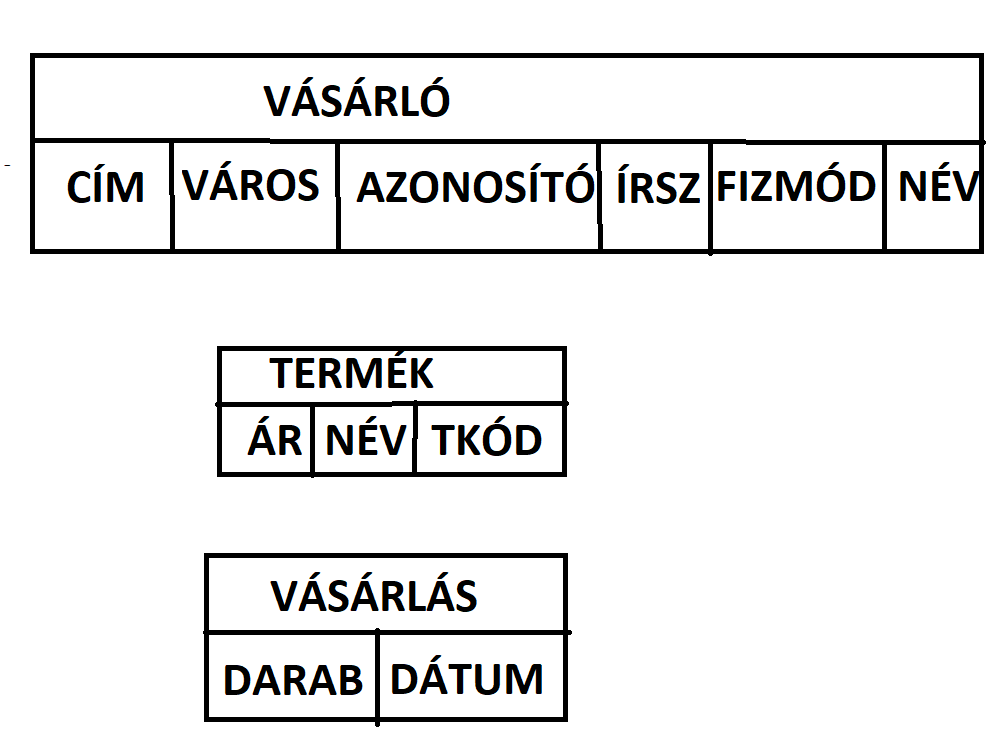 VÁSÁRLÓ
CÍM VÁROS AZONOSÍTÓ ÍRSZ FIZMÓD NÉV
TERMÉK
ÁR NÉV TKÓD
VÁSÁRLÁS
DARAB DÁTUM